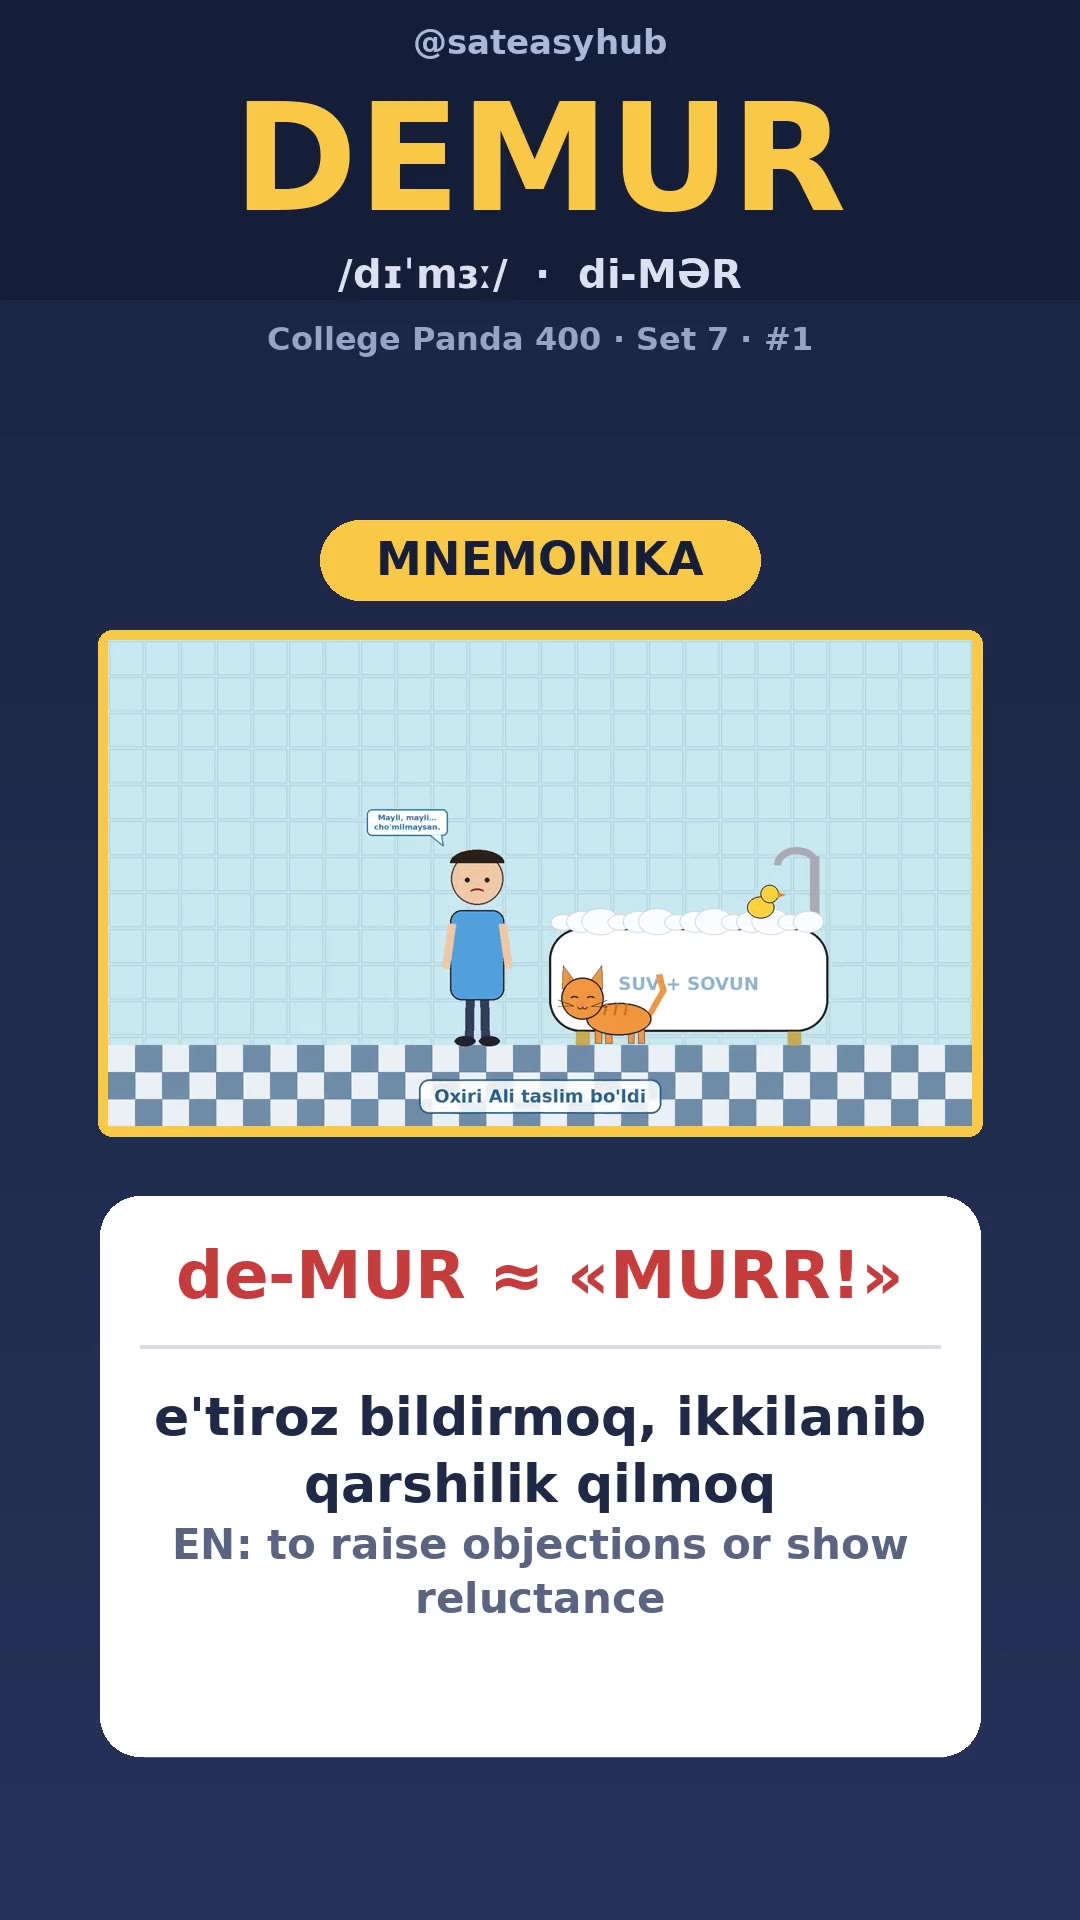 @sateasyhub
DEMUR
/dɪˈmɜː/ · di-MƏR
College Panda 400 · Set 7 · #1
MNEMONIKA
Mayli, mayli...
cho'milmaysan.
SUV + SOVUN
Oxiri Ali taslim bo'ldi
de-MUR ≈ «MURR!»
e'tiroz bildirmoq, ikkilanib
qarshilik qilmoq
EN: to raise objections or show
reluctance